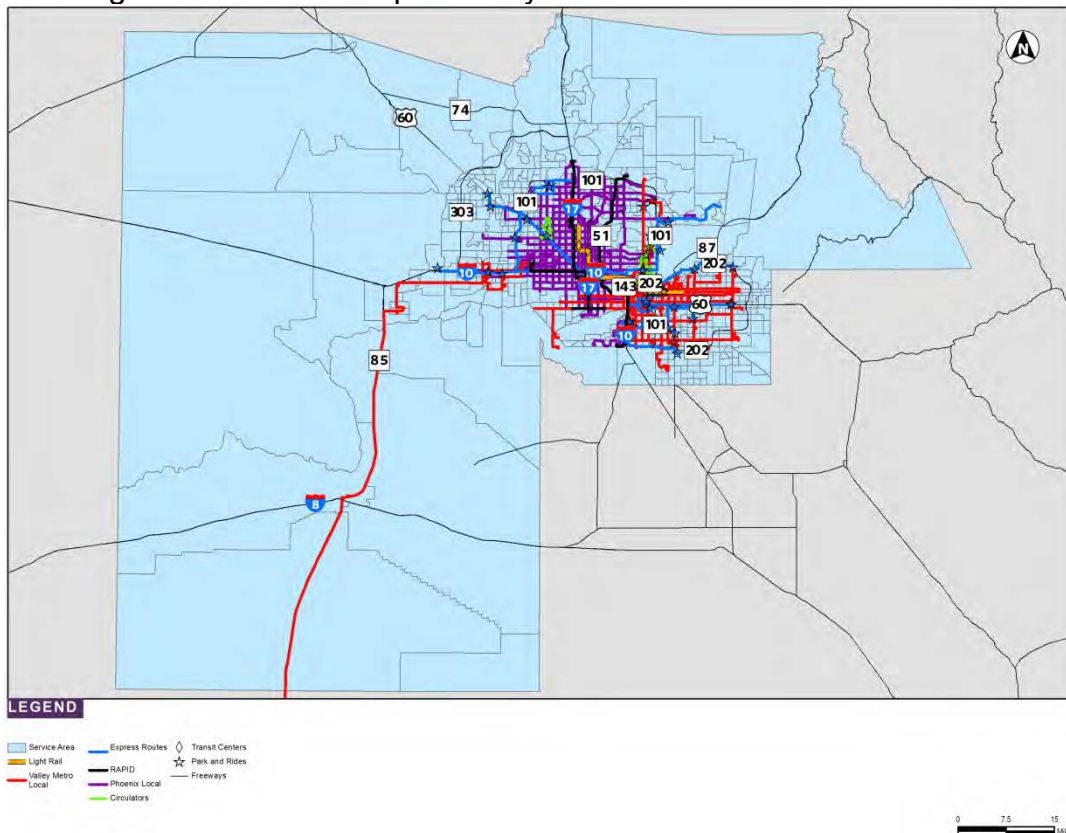 N
74
60
101
101
17
303
51
101
87
202
10
10
202
17
143
60
101
10
202
85
8
LEGEND
Service Area
Light Rail
Valley Metro
Local
Express Routes
RAPID
Phoenix Local
Circulators
Transit Centers
Park and Rides
Freeways
0 7.5 15